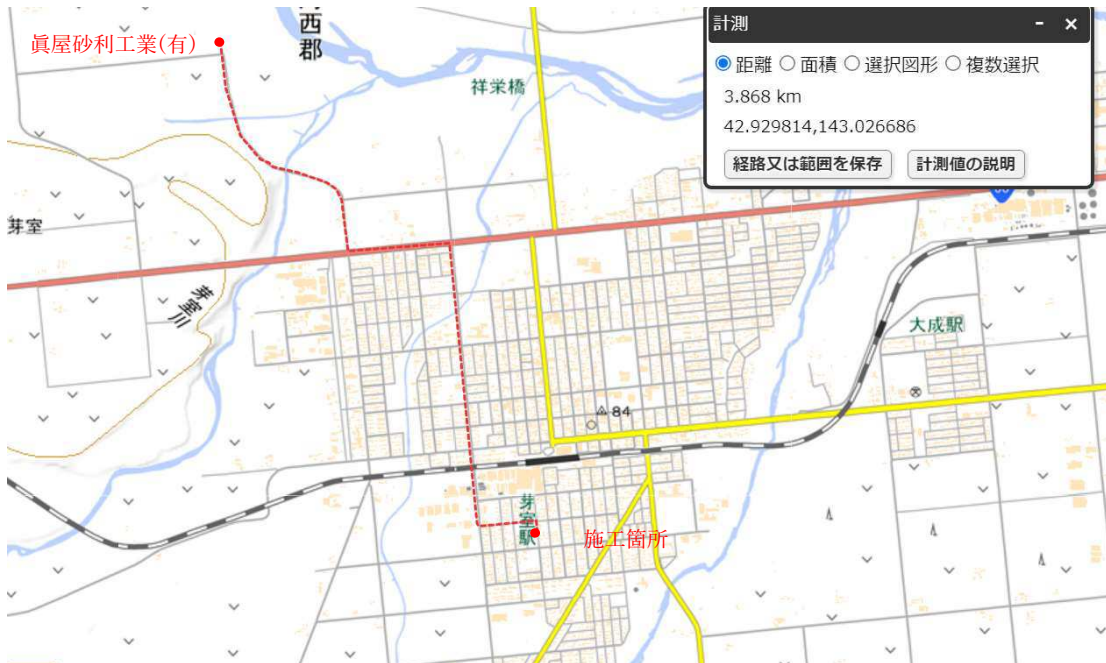 西
郡
眞屋砂利工業(有)
祥栄橋
計測
距離 面積 選択図形 複数選択
3.868 km
42.929814,143.026686
経路又は範囲を保存 計測値の説明
芽室
芽室川
大成駅
84
芽室駅
施工箇所